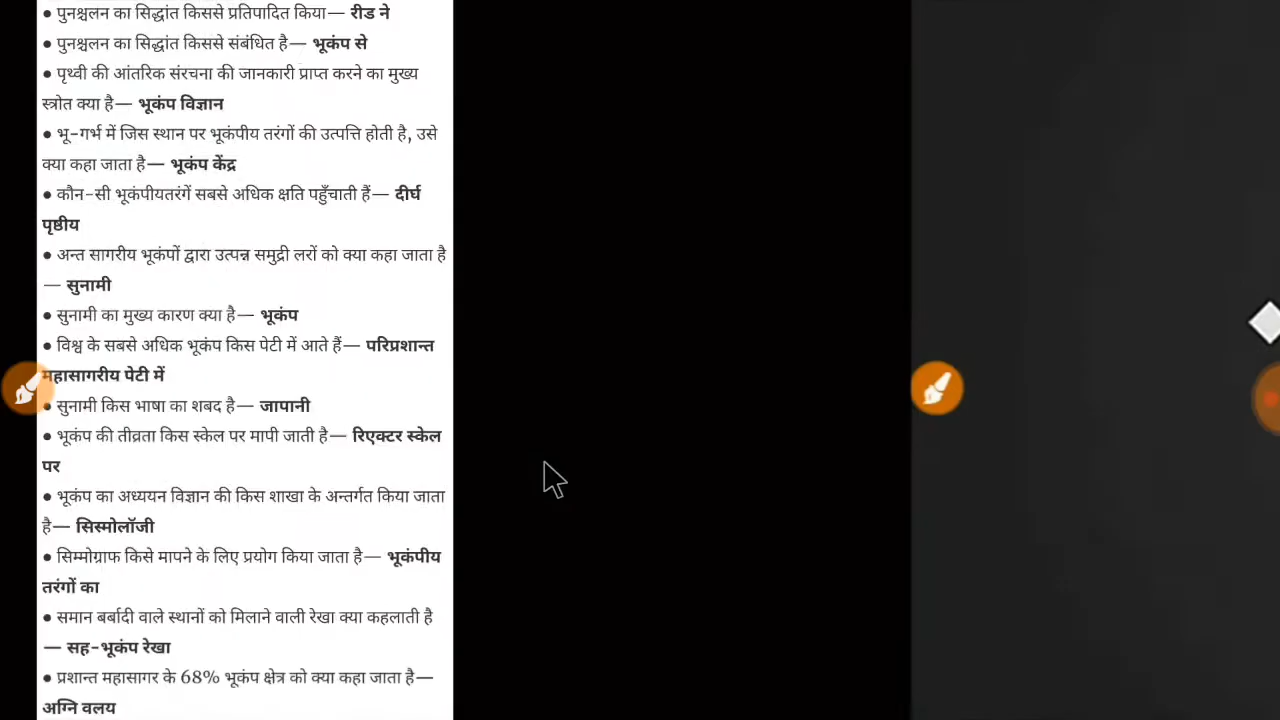 ● पुनश्चलन का सिद्धांत किससे प्रतिपादित किया— रीड ने
● पुनश्चलन का सिद्धांत किससे संबंधित है— भूकंप से
● पृथ्वी की आंतरिक संरचना की जानकारी प्राप्त करने का मुख्य
स्त्रोत क्या है— भूकंप विज्ञान
● भू-गर्भ में जिस स्थान पर भूकंपीय तरंगों की उत्पत्ति होती है, उसे
क्या कहा जाता है— भूकंप केंद्र
● कौन-सी भूकंपीयतरंगें सबसे अधिक क्षति पहुँचाती हैं— दीर्घ
पृष्ठीय
● अन्त सागरीय भूकंपों द्वारा उत्पन्न समुद्री लरों को क्या कहा जाता है
— सुनामी
● सुनामी का मुख्य कारण क्या है— भूकंप
● विश्व के सबसे अधिक भूकंप किस पेटी में आते हैं— परिप्रशान्त
महासागरीय पेटी में
● सुनामी किस भाषा का शबद है— जापानी
● भूकंप की तीव्रता किस स्केल पर मापी जाती है— रिएक्टर स्केल
पर
● भूकंप का अध्ययन विज्ञान की किस शाखा के अन्तर्गत किया जाता
है— सिस्मोलॉजी
● सिम्मोग्राफ किसे मापने के लिए प्रयोग किया जाता है— भूकंपीय
तरंगों का
● समान बर्बादी वाले स्थानों को मिलाने वाली रेखा क्या कहलाती है
— सह-भूकंप रेखा
● प्रशान्त महासागर के 68% भूकंप क्षेत्र को क्या कहा जाता है—
अग्नि वलय